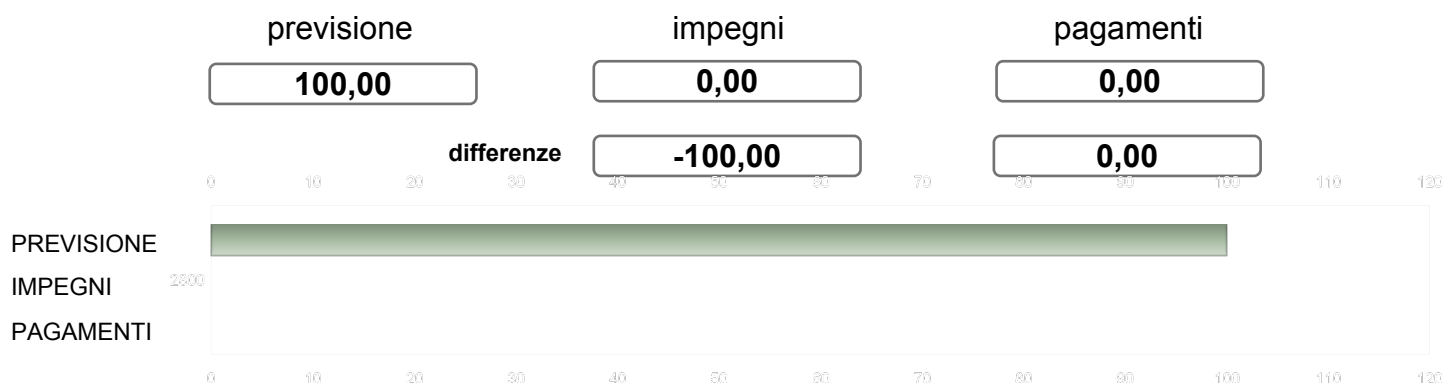 previsione impegni pagamenti
100,00 0,00 0,00
differenze -100,00 0,00
0 10 20 30 40 50 60 70 80 90 100 110 120
PREVISIONE
2800
IMPEGNI
PAGAMENTI
0 10 20 30 40 50 60 70 80 90 100 110 120